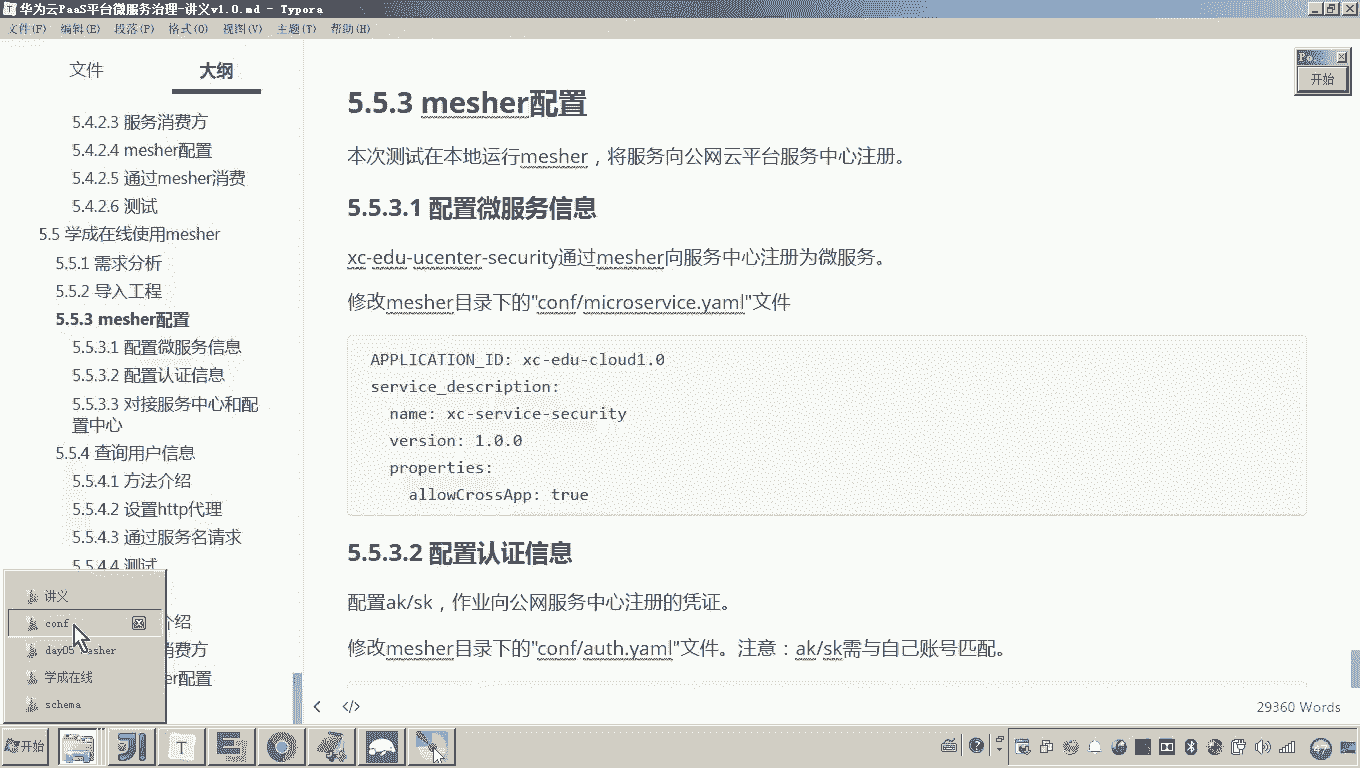 华为云PaaS平台微服务治理-讲义v1.0.md - Typora
文件(F) 编辑(E) 段落(P) 格式(O) 视图(V) 主题(T) 帮助(H)
文件 大纲
5.4.2.3 服务消费方
5.4.2.4 mesher配置
5.4.2.5 通过mesher消费
5.4.2.6 测试
5.5 学成在线使用mesher
5.5.1 需求分析
5.5.2 导入工程
5.5.3 mesher配置
5.5.3.1 配置微服务信息
5.5.3.2 配置认证信息
5.5.3.3 对接服务中心和配
置中心
5.5.4 查询用户信息
5.5.4.1 方法介绍
5.5.4.2 设置http代理
5.5.4.3 通过服务名请求
5.5.4.4 测试
绍
消费方
er配置
讲义
conf
day05 mesher
学成在线
schema
5.5.3 mesher配置
本次测试在本地运行mesher，将服务向公网云平台服务中心注册。
5.5.3.1 配置微服务信息
xc-edu-ucenter-security通过mesher向服务中心注册为微服务。
修改mesher目录下的"conf/microservice.yaml"文件
APPLICATION_ID: xc-edu-cloud1.0
service_description:
name: xc-service-security
version: 1.0.0
properties:
allowCrossApp: true
5.5.3.2 配置认证信息
配置ak/sk，作业向公网服务中心注册的凭证。
修改mesher目录下的"conf/auth.yaml"文件。注意：ak/sk需与自己账号匹配。
29360 Words
开始
开始